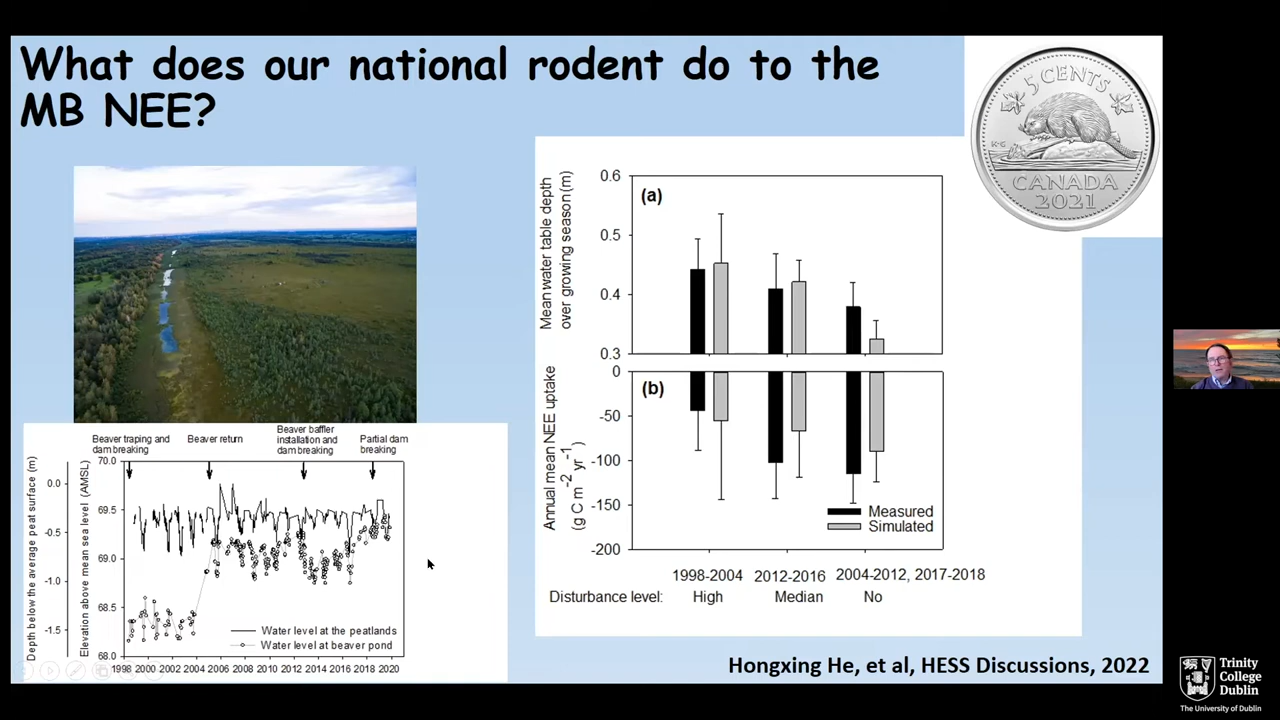 What does our national rodent do to the
MB NEE?
5 CENTS
K·G
CANADA
2021
Beaver traping and
dam breaking
Beaver return
Beaver baffler
installation and
dam breaking
Partial dam
breaking
Depth below the average peat surface (m)
0.0
-0.5
-1.0
-1.5
Elevation above mean sea level (AMSL)
70.0
69.5
69.0
68.5
68.0
Water level at the peatlands
Water level at beaver pond
1998 2000 2002 2004 2006 2008 2010 2012 2014 2016 2018 2020
Mean water table depth
over growing season (m)
0.6
0.5
0.4
0.3
(a)
Annual mean NEE uptake
(g C m-2 yr-1)
0
-50
-100
-150
-200
(b)
Measured
Simulated
1998-2004 2012-2016 2004-2012, 2017-2018
Disturbance level: High Median No
Hongxing He, et al, HESS Discussions, 2022
Trinity
College
Dublin
The University of Dublin